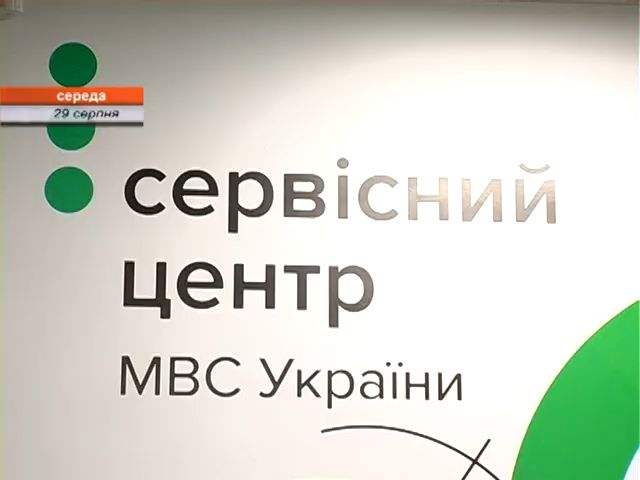 середа
29 серпня
сервісний
центр
МВС України